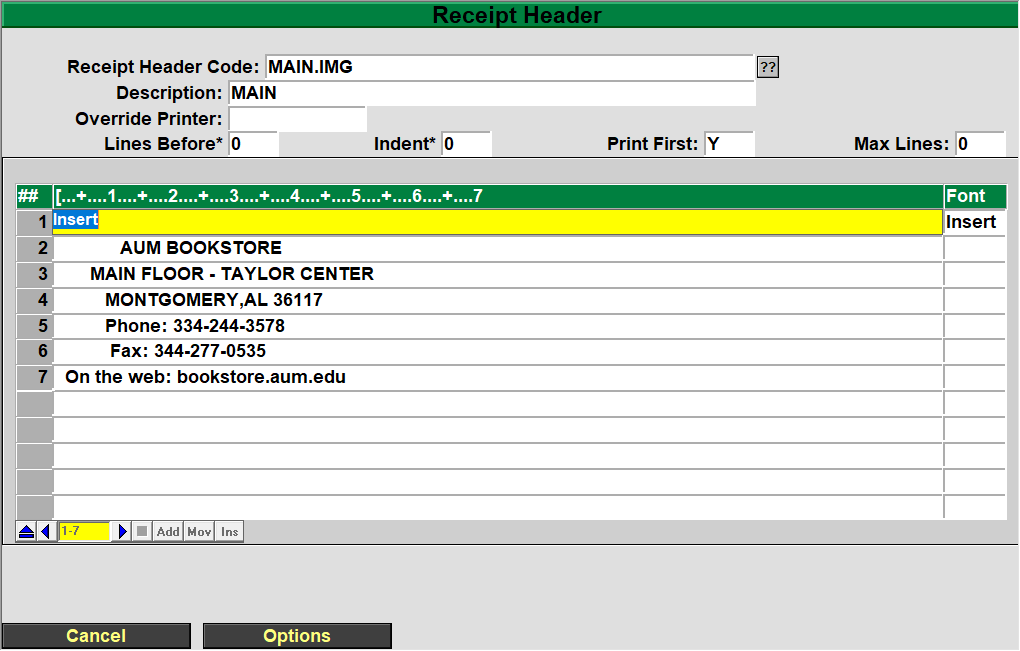 Receipt Header
Receipt Header Code: MAIN.IMG ??
Description: MAIN
Override Printer:
Lines Before* 0 Indent* 0 Print First: Y Max Lines: 0
## [...+....1....+....2....+....3....+....4....+....5....+....6....+....7 Font
1 Insert Insert
2 AUM BOOKSTORE
3 MAIN FLOOR - TAYLOR CENTER
4 MONTGOMERY,AL 36117
5 Phone: 334-244-3578
6 Fax: 344-277-0535
7 On the web: bookstore.aum.edu
1-7 Add Mov Ins
Cancel Options